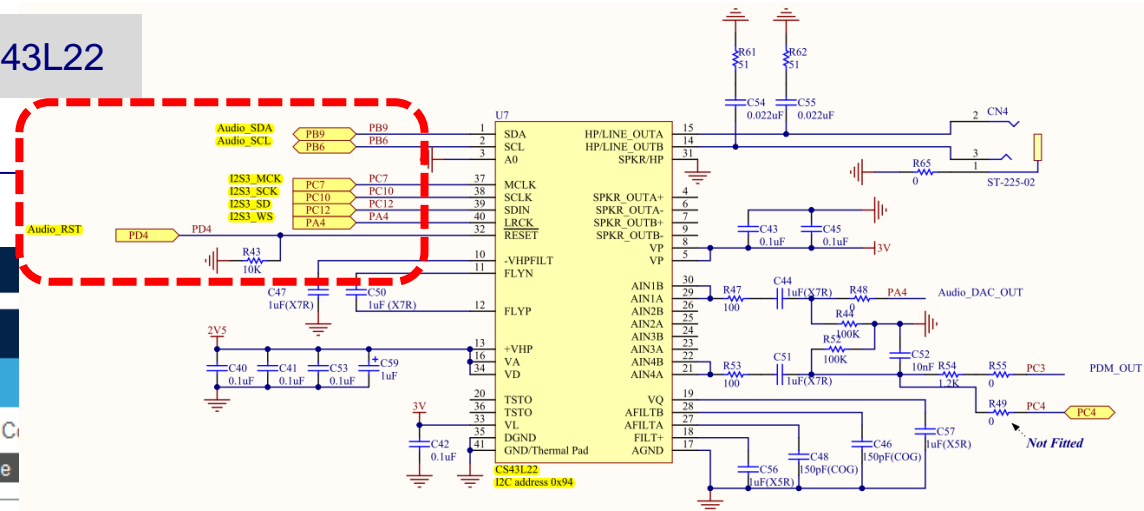 43L22
Audio_SDA
Audio_SCL
PB9 PB9
PB6 PB6
I2S3_MCK
I2S3_SCK
I2S3_SD
I2S3_WS
PC7 PC7
PC10 PC10
PC12 PC12
PA4 PA4
Audio_RST
PD4 PD4
R43
10K
C47
1uF(X7R)
C50
1uF(X7R)
2V5
C40
0.1uF
C41
0.1uF
C53
0.1uF
+
C59
1uF
3V
C42
0.1uF
U7
1 SDA
2 SCL
3 A0
37 MCLK
38 SCLK
39 SDIN
40 LRCK
32 RESET
10 -VHPFILT
11 FLYN
12 FLYP
13 +VHP
16 VA
34 VD
20 TSTO
36 TSTO
33 VL
35 DGND
41 GND/Thermal Pad
HP/LINE_OUTA 15
HP/LINE_OUTB 14
SPKR/HP 31
SPKR_OUTA+ 4
SPKR_OUTA- 6
SPKR_OUTB+ 7
SPKR_OUTB- 9
VP 8
VP 5
AIN1B 30
AIN1A 29
AIN2B 26
AIN2A 25
AIN3B 24
AIN3A 23
AIN4B 22
AIN4A 21
VQ 19
AFILTB 28
AFILTA 27
FILT+ 18
AGND 17
CS43L22
I2C address 0x94
R61
51
R62
51
C54
0.022uF
C55
0.022uF
2 CN4
3
1
ST-225-02
R65
0
C43
0.1uF
C45
0.1uF
3V
R47
100
C44
1uF(X7R)
R48
0
PA4
Audio_DAC_OUT
R44
100K
R52
100K
R53
100
C51
1uF(X7R)
C52
10nF
R54
1.2K
R55
0
PC3
PDM_OUT
R49
0
PC4
PC4
Not Fitted
C56
1uF(X5R)
C48
150pF(COG)
C46
150pF(COG)
C57
1uF(X5R)
e